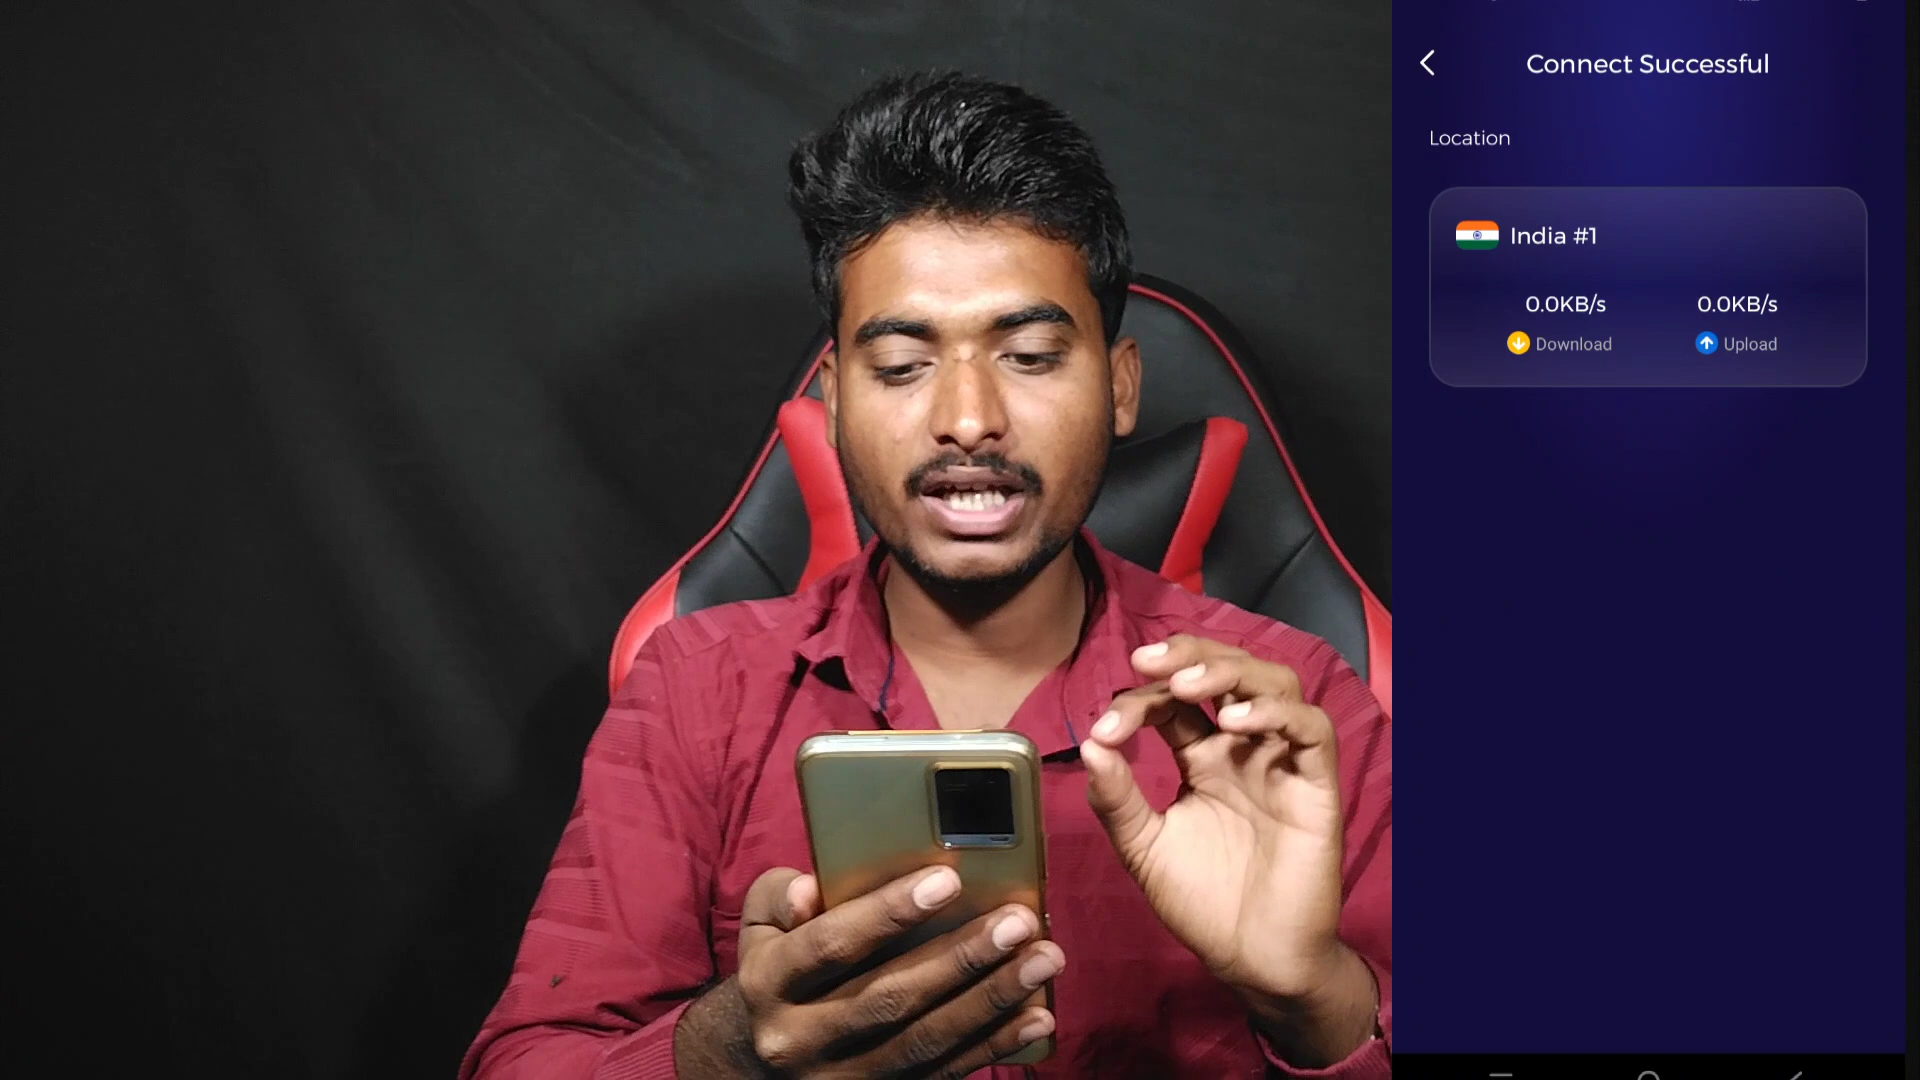 Connect Successful
Location
India #1
0.0KB/s 0.0KB/s
Download Upload